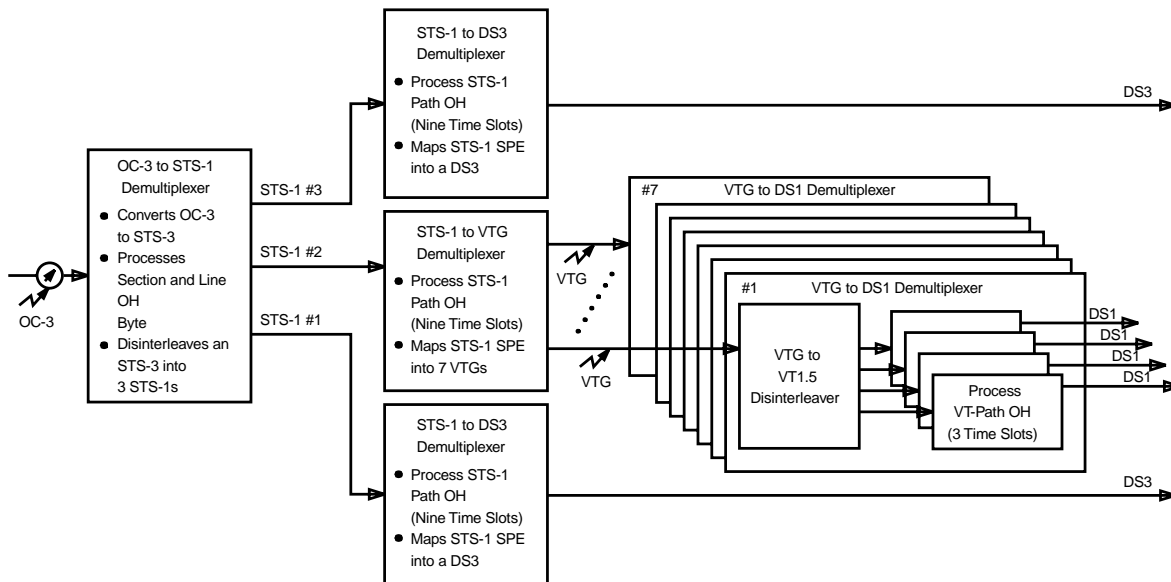 OC-3
OC-3 to STS-1
Demultiplexer
• Converts OC-3
to STS-3
• Processes
Section and Line
OH
Byte
• Disinterleaves an
STS-3 into
3 STS-1s
STS-1 #3
STS-1 #2
STS-1 #1
STS-1 to DS3
Demultiplexer
• Process STS-1
Path OH
(Nine Time Slots)
• Maps STS-1 SPE
into a DS3
DS3
STS-1 to VTG
Demultiplexer
• Process STS-1
Path OH
(Nine Time Slots)
• Maps STS-1 SPE
into 7 VTGs
VTG
VTG
#7 VTG to DS1 Demultiplexer
#1 VTG to DS1 Demultiplexer
VTG to
VT1.5
Disinterleaver
Process
VT-Path OH
(3 Time Slots)
DS1
DS1
DS1
DS1
STS-1 to DS3
Demultiplexer
• Process STS-1
Path OH
(Nine Time Slots)
• Maps STS-1 SPE
into a DS3
DS3